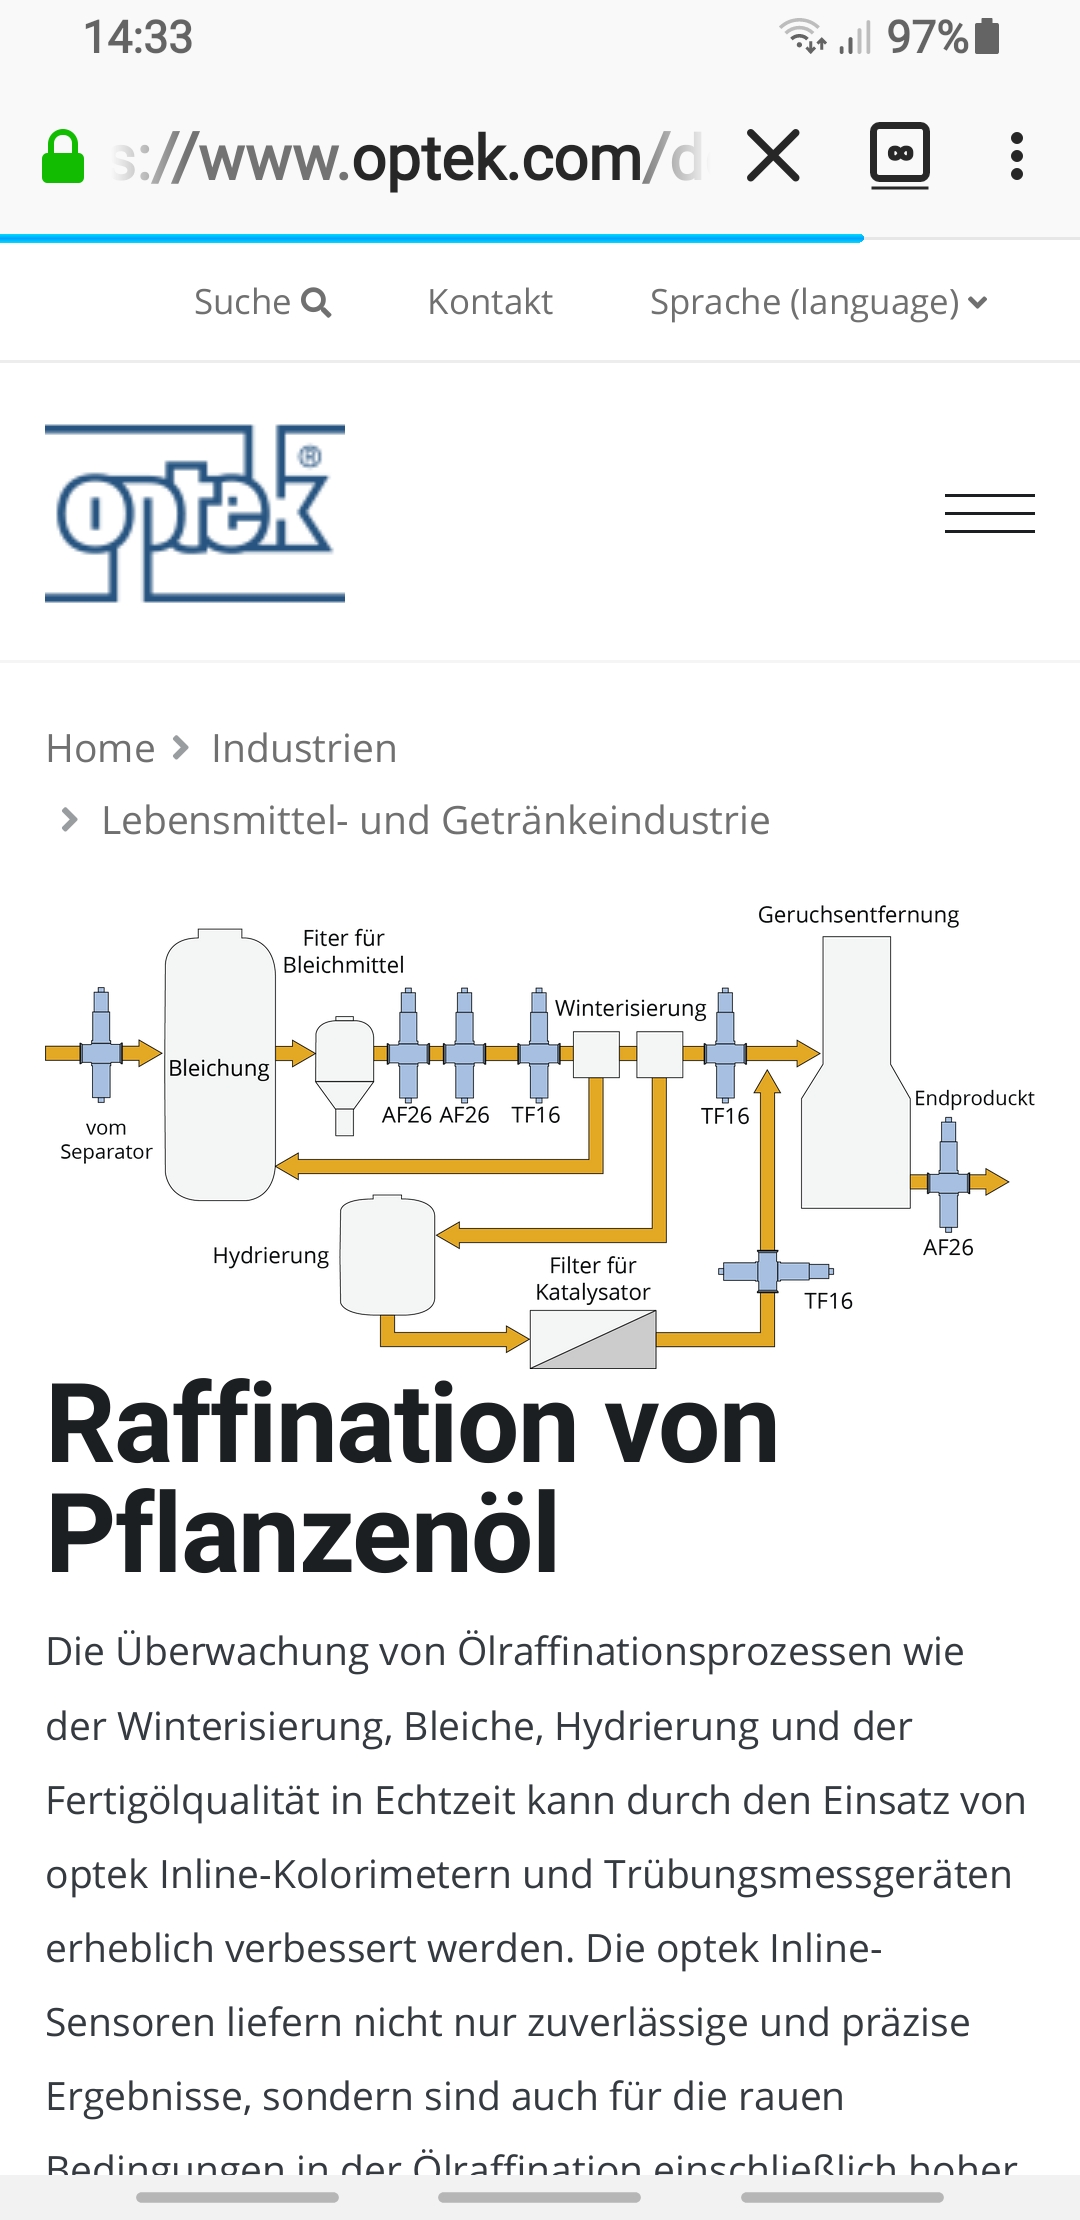 14:33
97%
s://www.optek.com/d
Suche
Kontakt
Sprache (language)
optek®
Home > Industrien
> Lebensmittel- und Getränkeindustrie
Geruchsentfernung
Fiter für
Bleichmittel
Winterisierung
Bleichung
vom
Separator
AF26 AF26 TF16
TF16
Endproduckt
AF26
Hydrierung
Filter für
Katalysator
TF16
Raffination von
Pflanzenöl
Die Überwachung von Ölraffinationsprozessen wie
der Winterisierung, Bleiche, Hydrierung und der
Fertigölqualität in Echtzeit kann durch den Einsatz von
optek Inline-Kolorimetern und Trübungsmessgeräten
erheblich verbessert werden. Die optek Inline-
Sensoren liefern nicht nur zuverlässige und präzise
Ergebnisse, sondern sind auch für die rauen
Bedingungen in der Ölraffination einschließlich hoher